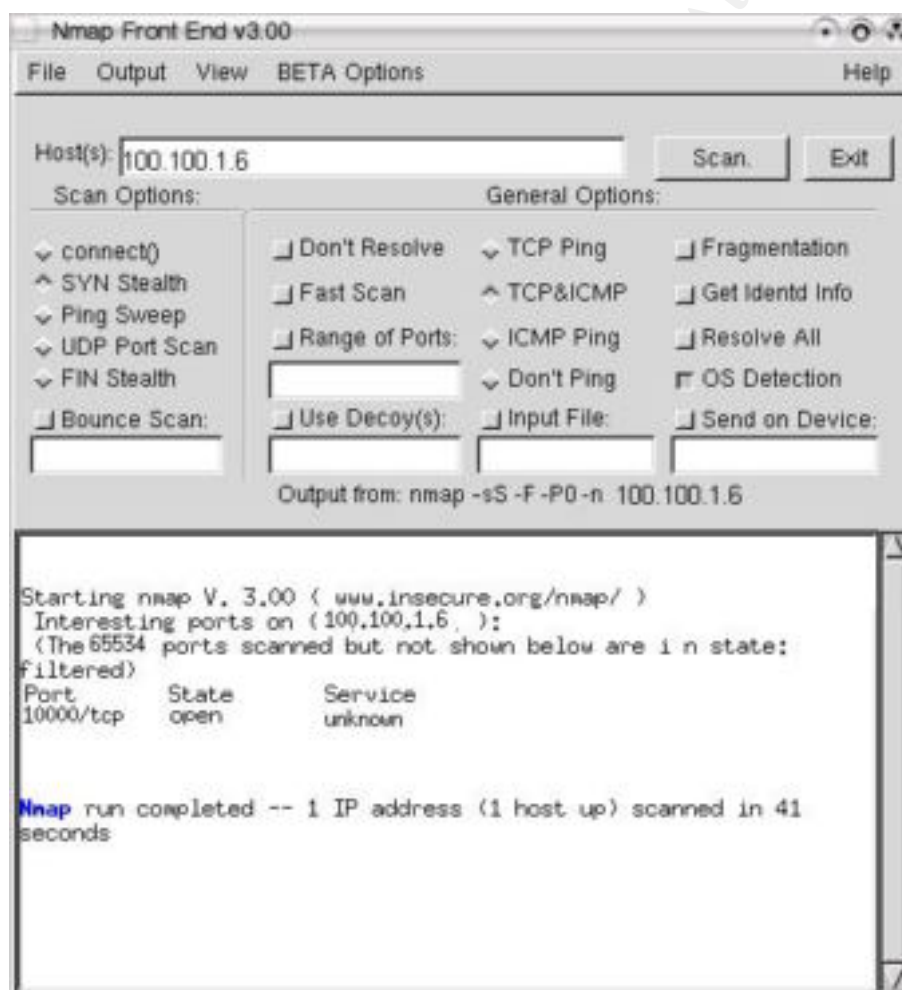 Nmap Front End v3.00
File Output View BETA Options Help
Host(s): 100.100.1.6 Scan. Exit
Scan Options: General Options:
connect() Don't Resolve TCP Ping Fragmentation
SYN Stealth Fast Scan TCP&ICMP Get Identd Info
Ping Sweep Range of Ports: ICMP Ping Resolve All
UDP Port Scan
FIN Stealth Don't Ping OS Detection
Bounce Scan: Use Decoy(s): Input File: Send on Device:
Output from: nmap -sS -F -P0 -n 100.100.1.6
Starting nmap V. 3.00 ( www.insecure.org/nmap/ )
Interesting ports on (100.100.1.6 ):
(The 65534 ports scanned but not shown below are i n state:
filtered)
Port State Service
10000/tcp open unknown
Nmap run completed -- 1 IP address (1 host up) scanned in 41
seconds